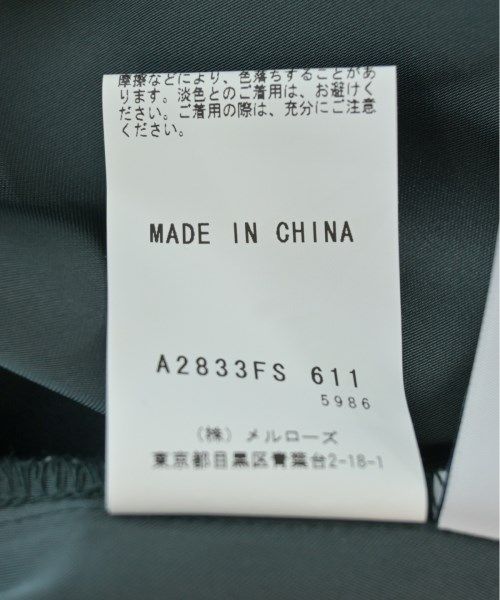 摩擦などにより、色落ちすることがあ
ります。淡色とのご着用は、お避けく
ださい。ご着用の際は、充分にご注意
ください。
MADE IN CHINA
A2833FS 611
5986
(株) メルローズ
東京都目黒区青葉台2-18-1